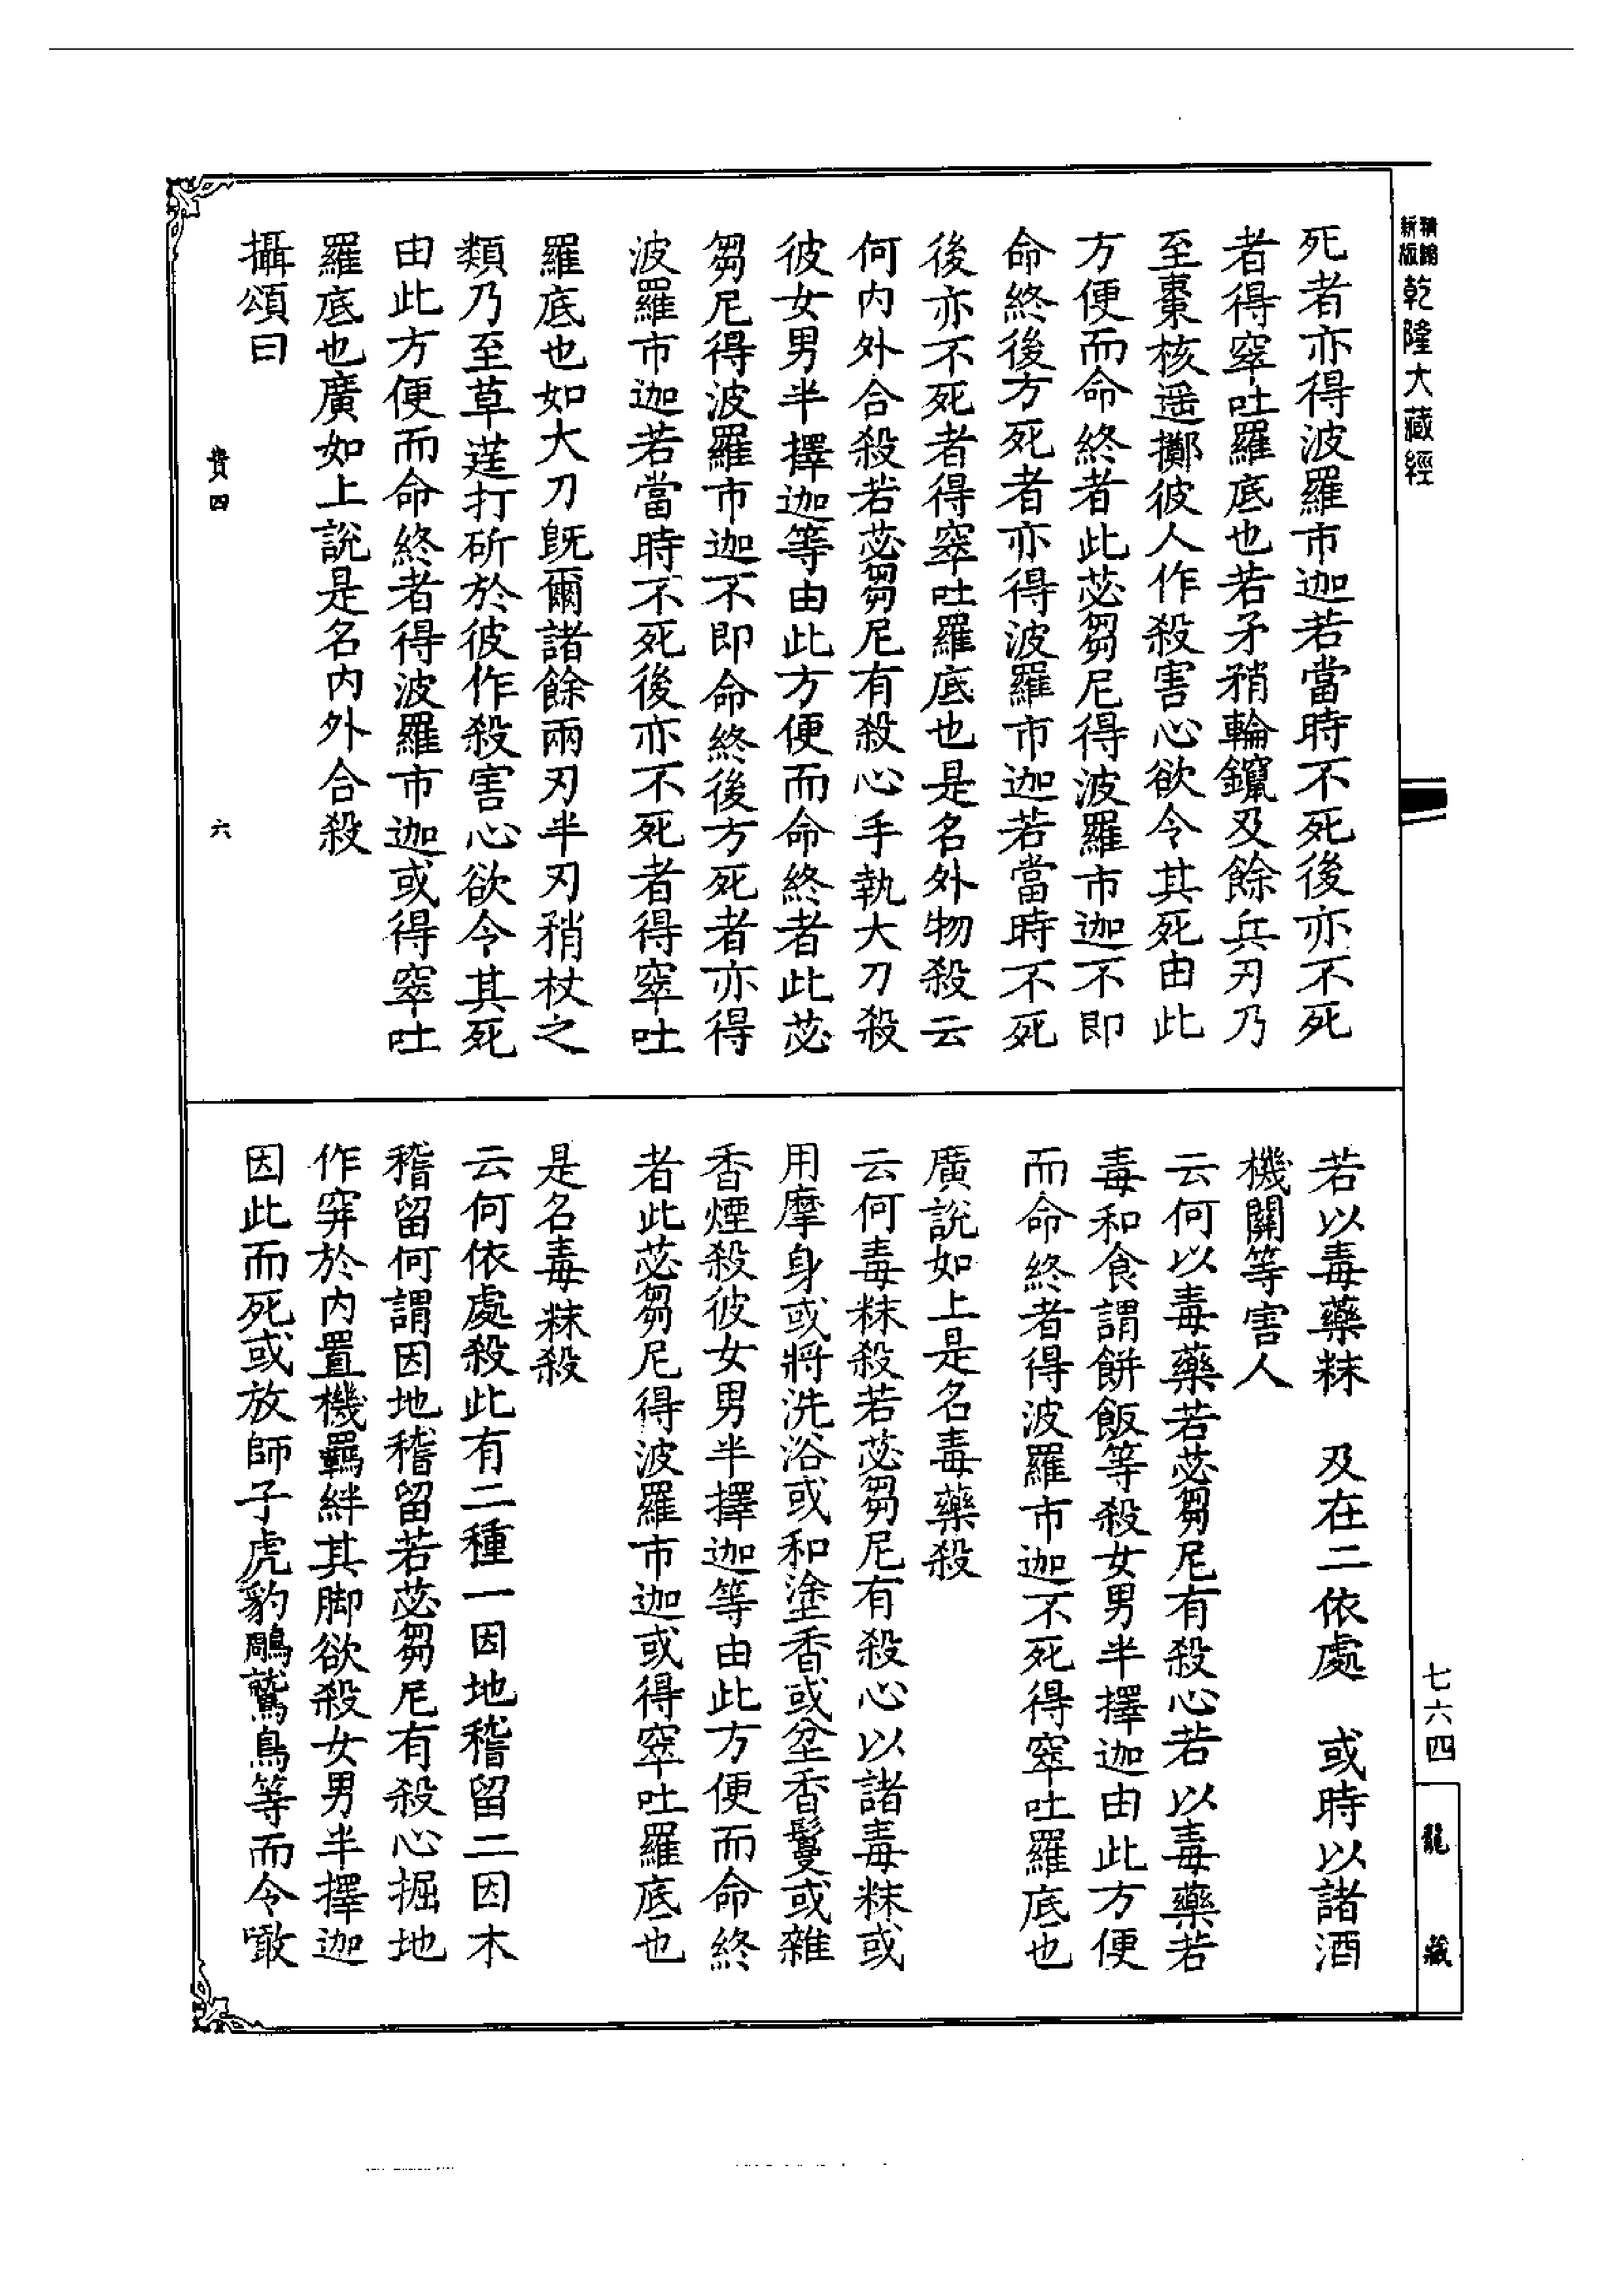 精繕
新版
乾隆大藏經
死者亦得波羅市迦若當時不死後亦不死
者得窣吐羅底也若矛矟輪鑹及餘兵刃乃
至棗核遥擲彼人作殺害心欲令其死由此
方便而命終者此苾芻尼得波羅市迦不即
命終後方死者亦得波羅市迦若當時不死
後亦不死者得窣吐羅底也是名外物殺云
何内外合殺若苾芻尼有殺心手執大刀殺
彼女男半擇迦等由此方便而命終者此苾
芻尼得波羅市迦不即命終後方死者亦得
波羅市迦若當時不死後亦不死者得窣吐
羅底也如大刀旣爾諸餘兩刃半刃矟杖之
類乃至草莛打斫於彼作殺害心欲令其死
由此方便而命終者得波羅市迦或得窣吐
羅底也廣如上說是名内外合殺
攝頌曰
貴四
六
若以毒藥粖　及在二依處　或時以諸酒
機關等害人
云何以毒藥若苾芻尼有殺心若以毒藥若
毒和食謂餅飯等殺女男半擇迦由此方便
而命終者得波羅市迦不死得窣吐羅底也
廣說如上是名毒藥殺
云何毒粖殺若苾芻尼有殺心以諸毒粖或
用摩身或將洗浴或和塗香或坌香鬘或雜
香煙殺彼女男半擇迦等由此方便而命終
者此苾芻尼得波羅市迦或得窣吐羅底也
是名毒粖殺
云何依處殺此有二種一因地稽留二因木
稽留何謂因地稽留若苾芻尼有殺心掘地
作穽於内置機羈絆其脚欲殺女男半擇迦
因此而死或放師子虎豹鵰鷲鳥等而令噉
七六四
龍藏